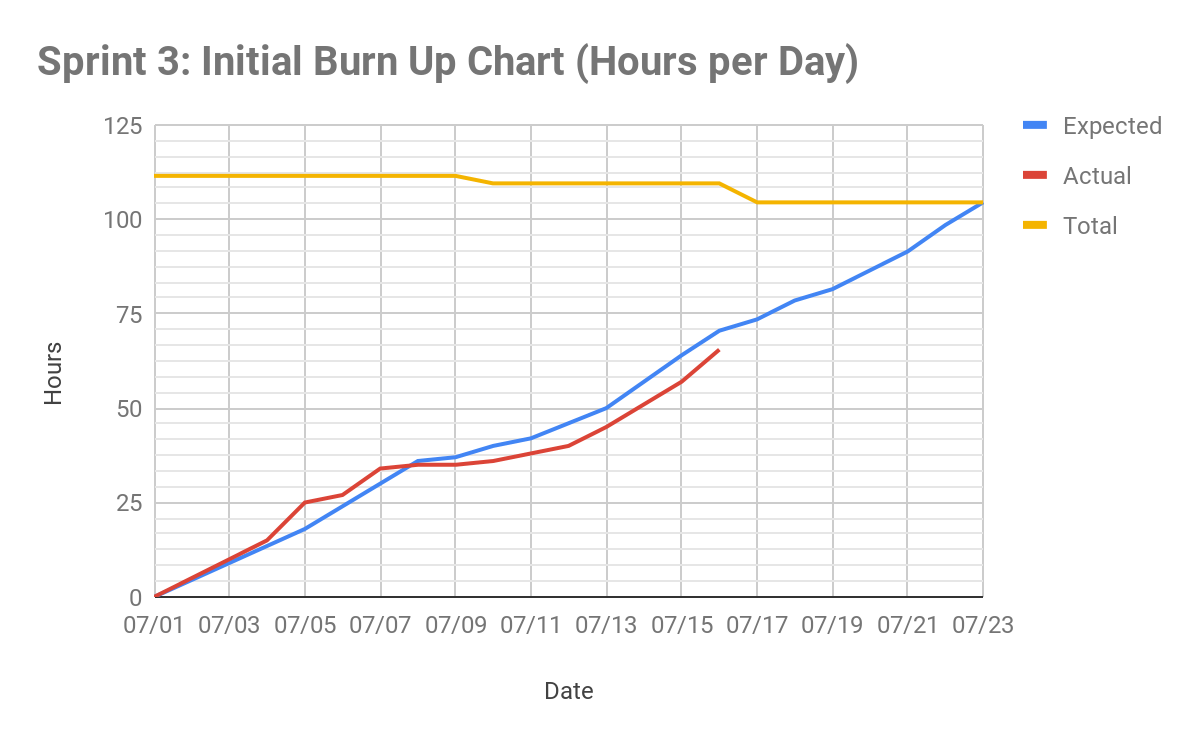 Sprint 3: Initial Burn Up Chart (Hours per Day)
125
100
75
50
25
0
Hours
07/01 07/03 07/05 07/07 07/09 07/11 07/13 07/15 07/17 07/19 07/21 07/23
Date
Expected
Actual
Total